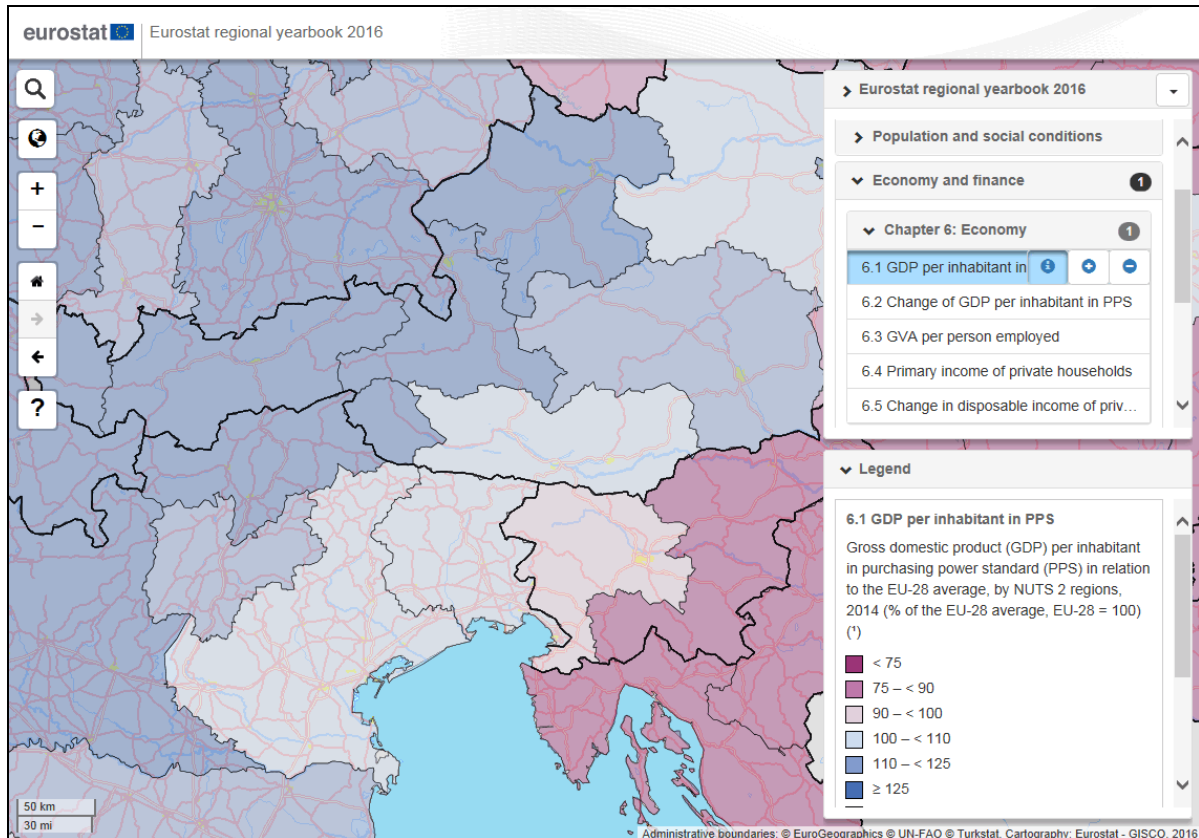 eurostat Eurostat regional yearbook 2016
Eurostat regional yearbook 2016
Population and social conditions
Economy and finance 1
Chapter 6: Economy 1
6.1 GDP per inhabitant in
6.2 Change of GDP per inhabitant in PPS
6.3 GVA per person employed
6.4 Primary income of private households
6.5 Change in disposable income of priv...
Legend
6.1 GDP per inhabitant in PPS
Gross domestic product (GDP) per inhabitant
in purchasing power standard (PPS) in relation
to the EU-28 average, by NUTS 2 regions,
2014 (% of the EU-28 average, EU-28 = 100)
(¹)
< 75
75 – < 90
90 – < 100
100 – < 110
110 – < 125
≥ 125
+
−
?
50 km
30 mi
Administrative boundaries: © EuroGeographics © UN-FAO © Turkstat, Cartography: Eurostat - GISCO, 2016